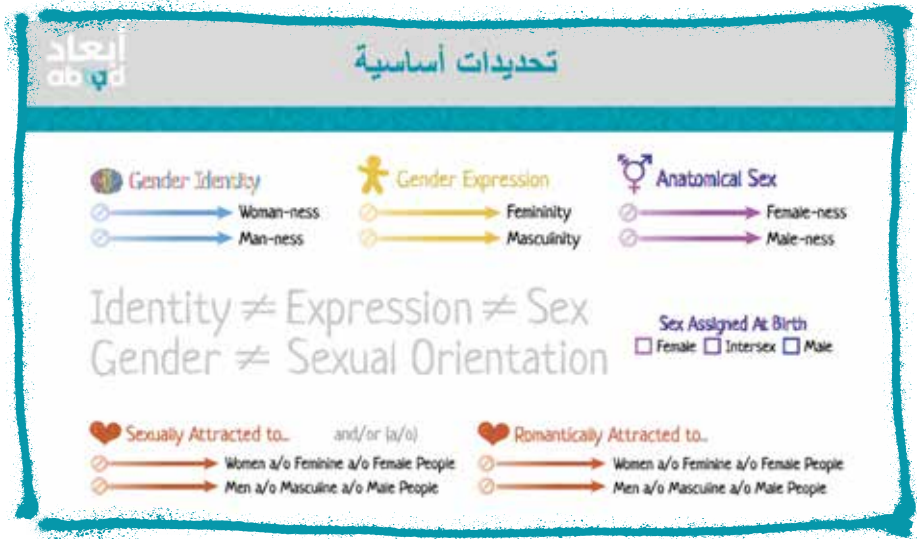 أبعاد
abaad
تحديدات أساسية
Gender Identity
Woman-ness
Man-ness
Gender Expression
Femininity
Masculinity
Anatomical Sex
Female-ness
Male-ness
Identity ≠ Expression ≠ Sex
Gender ≠ Sexual Orientation
Sex Assigned At Birth
Female Intersex Male
Sexually Attracted to...
and/or (a/o)
Women a/o Feminine a/o Female People
Men a/o Masculine a/o Male People
Romantically Attracted to...
Women a/o Feminine a/o Female People
Men a/o Masculine a/o Male People